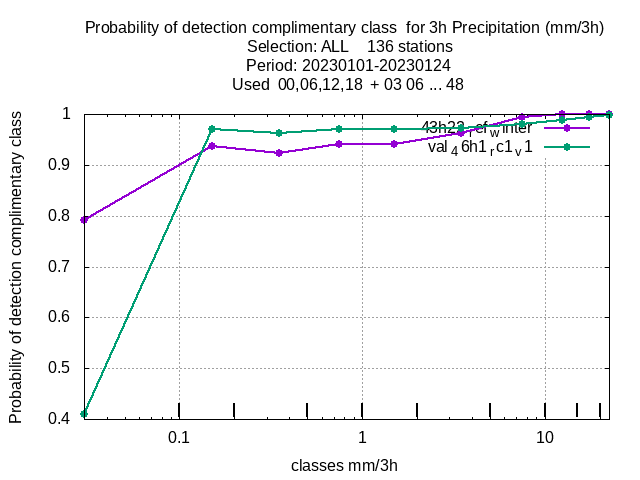 Probability of detection complimentary class  for 3h Precipitation (mm/3h)
Selection: ALL    136 stations
Period: 20230101-20230124
Used  00,06,12,18  + 03 06 ... 48
Probability of detection complimentary class
1
0.9
0.8
0.7
0.6
0.5
0.4
val_46h1_rc1_v1
0.1
1
10
classes mm/3h